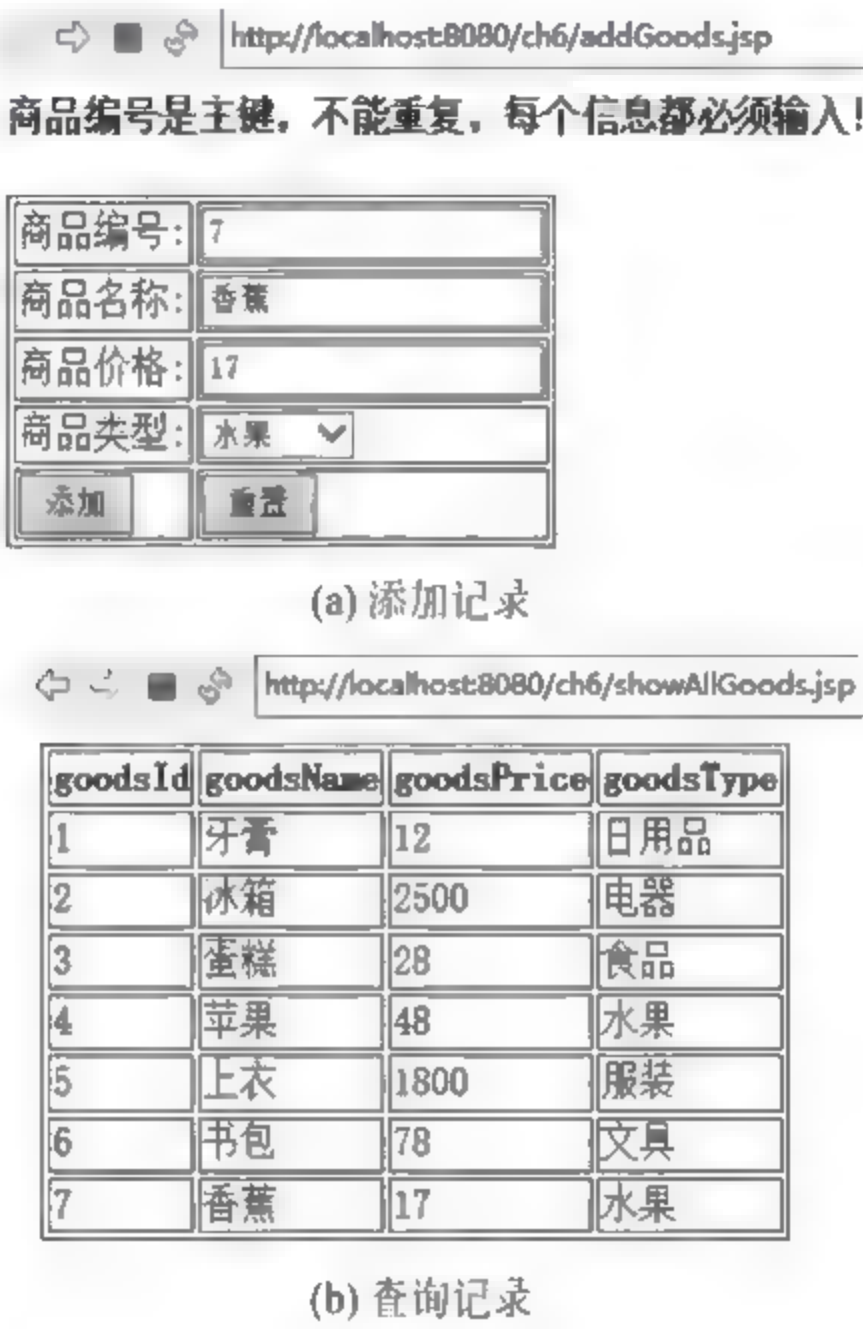 http://localhost:8080/ch6/addGoods.jsp
商品编号是主键，不能重复，每个信息都必须输入!
商品编号: 7
商品名称: 香蕉
商品价格: 17
商品类型: 水果
添加 重置
(a) 添加记录
http://localhost:8080/ch6/showAllGoods.jsp
goodsId goodsName goodsPrice goodsType
1 牙膏 12 日用品
2 冰箱 2500 电器
3 蛋糕 28 食品
4 苹果 48 水果
5 上衣 1800 服装
6 书包 78 文具
7 香蕉 17 水果
(b) 查询记录